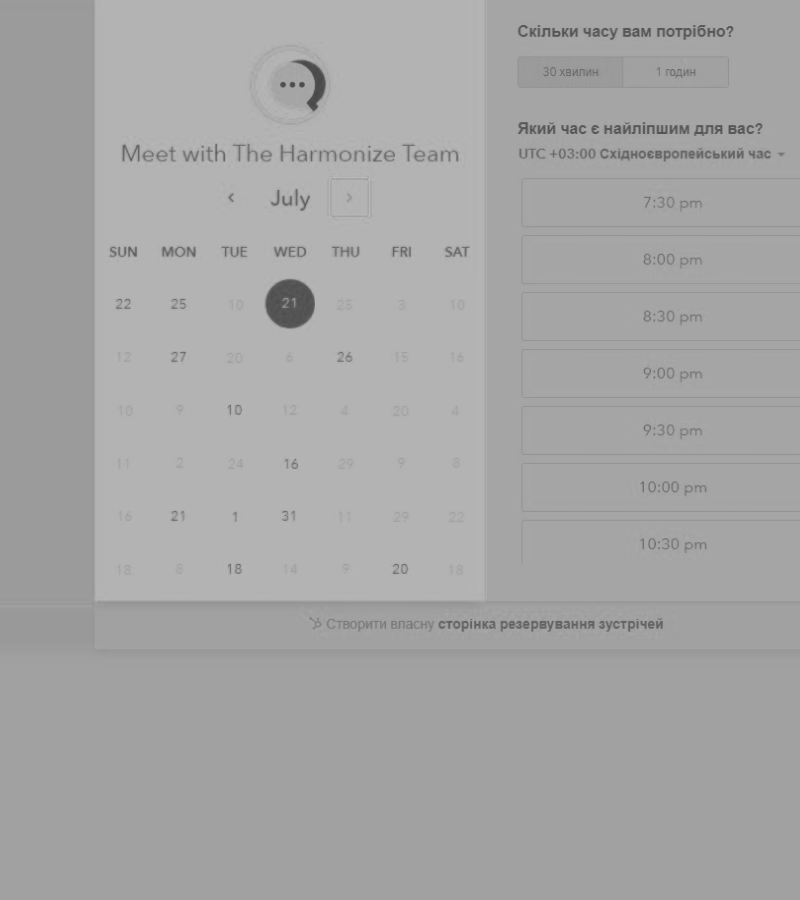 Meet with The Harmonize Team
July
SUN MON TUE WED THU FRI SAT
22 25 10 21 25 3 10
12 27 20 6 26 15 16
10 9 10 12 4 20 4
11 2 24 16 29 9 8
16 21 1 31 11 29 22
18 8 18 14 9 20 18
Скільки часу вам потрібно?
30 хвилин 1 годин
Який час є найліпшим для вас?
UTC +03:00 Східноєвропейський час
7:30 pm
8:00 pm
8:30 pm
9:00 pm
9:30 pm
10:00 pm
10:30 pm
Створити власну сторінка резервування зустрічей